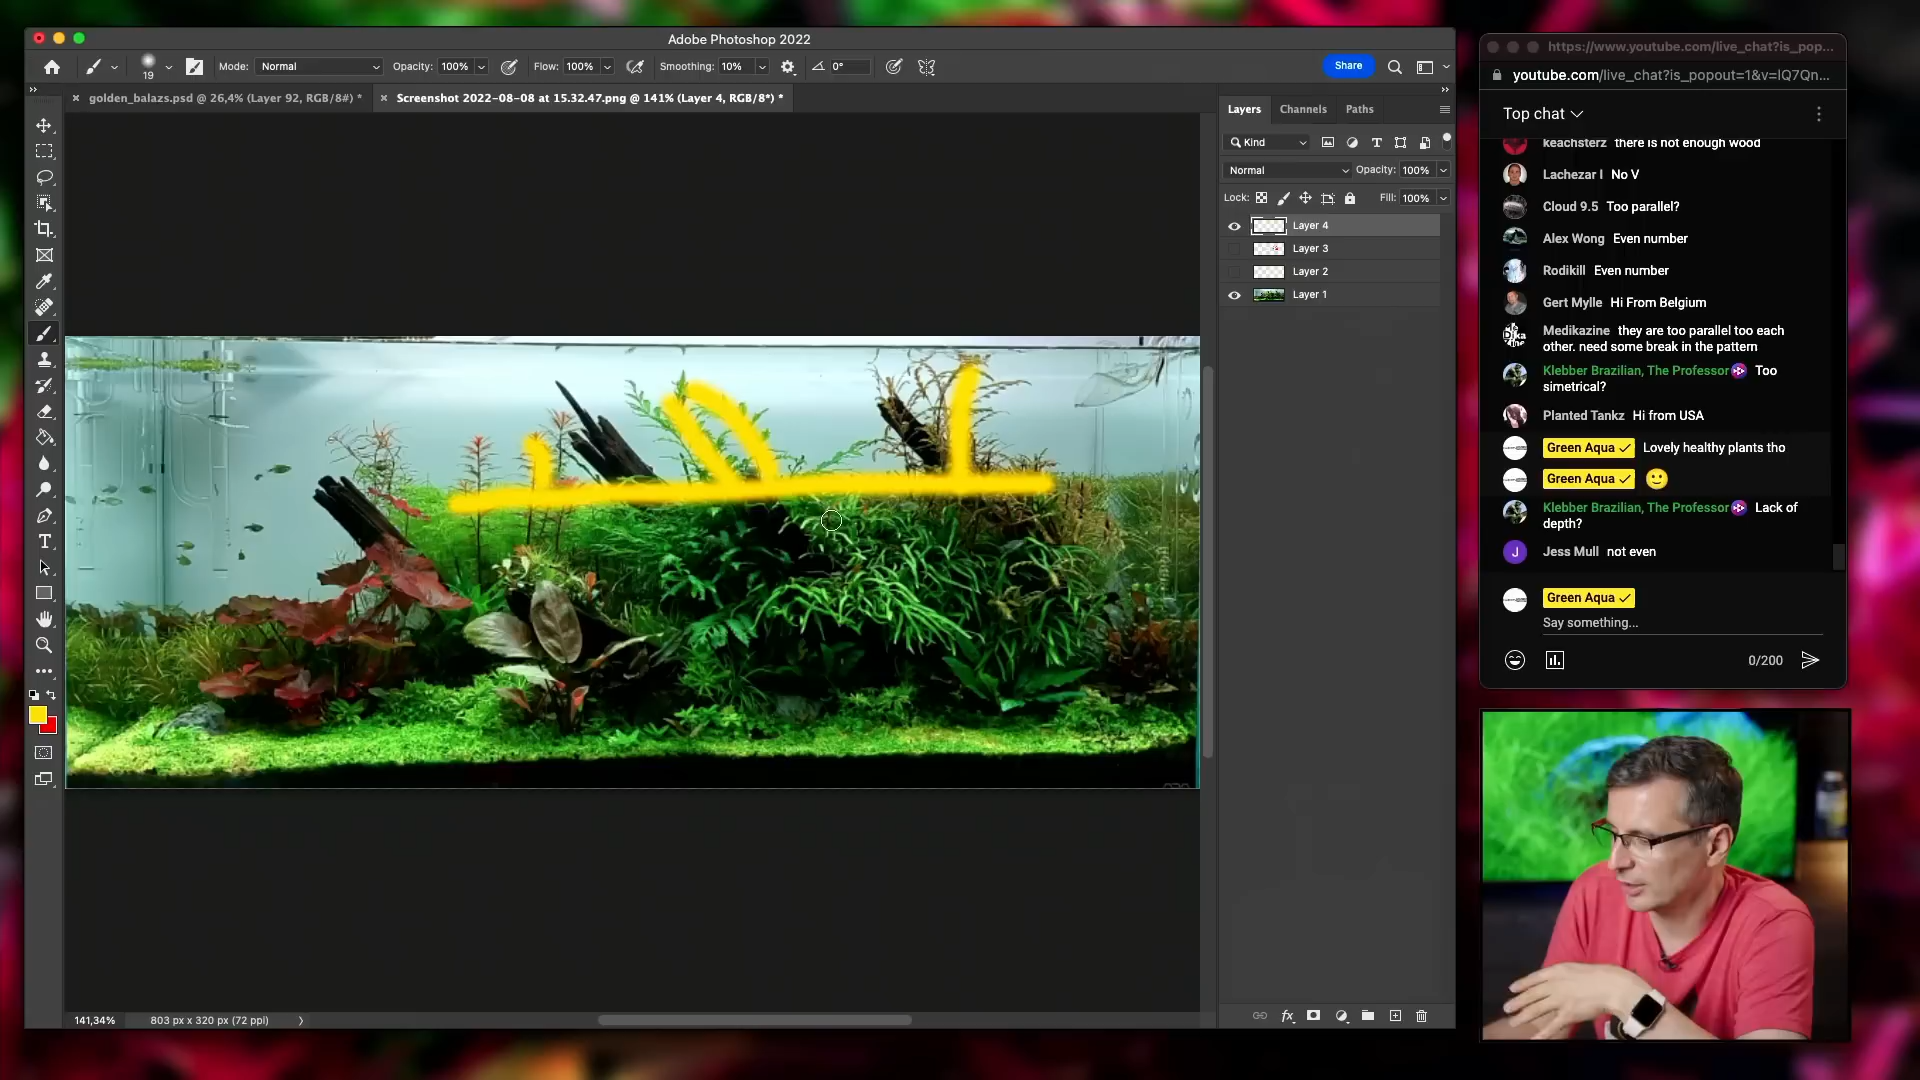 Adobe Photoshop 2022
19
Mode: Normal
Opacity: 100%
Flow: 100%
Smoothing: 10%
0°
Share
golden_balazs.psd @ 26,4% (Layer 92, RGB/8#) *
Screenshot 2022-08-08 at 15.32.47.png @ 141% (Layer 4, RGB/8*) *
Layers
Channels
Paths
Kind
Normal
Opacity: 100%
Lock:
Fill: 100%
Layer 4
Layer 3
Layer 2
Layer 1
141,34%
803 px x 320 px (72 ppi)
https://www.youtube.com/live_chat?is_pop...
youtube.com/live_chat?is_popout=1&v=lQ7Qn...
Top chat
keachsterz there is not enough wood
Lachezar I No V
Cloud 9.5 Too parallel?
Alex Wong Even number
Rodikill Even number
Gert Mylle Hi From Belgium
Medikazine they are too parallel too each
other. need some break in the pattern
Klebber Brazilian, The Professor Too
simetrical?
Planted Tankz Hi from USA
Green Aqua Lovely healthy plants tho
Green Aqua 🙂
Klebber Brazilian, The Professor Lack of
depth?
J
Jess Mull not even
Green Aqua
Say something...
0/200